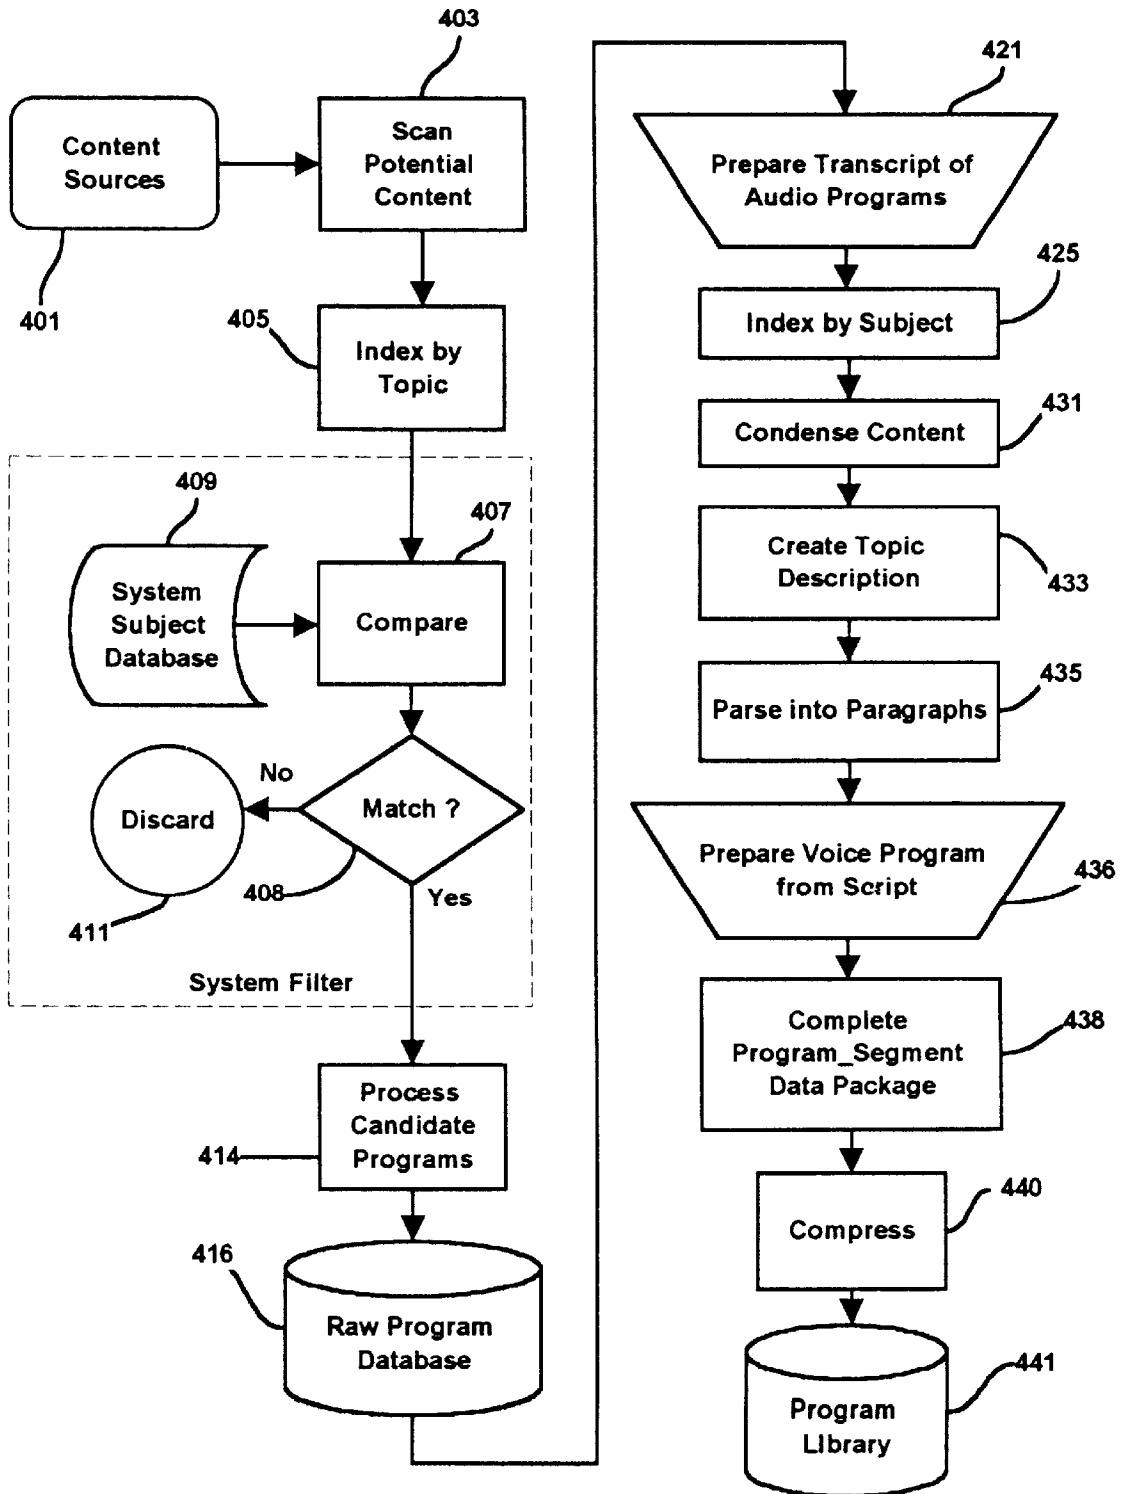 403
Content
Sources
401
Scan
Potential
Content
405
Index by
Topic
409
System
Subject
Database
407
Compare
No
Match ?
408
Discard
411
Yes
System Filter
Process
Candidate
Programs
414
416
Raw Program
Database
421
Prepare Transcript of
Audio Programs
425
Index by Subject
431
Condense Content
Create Topic
Description
433
435
Parse into Paragraphs
Prepare Voice Program
from Script
436
Complete
Program_Segment
Data Package
438
440
Compress
441
Program
Library